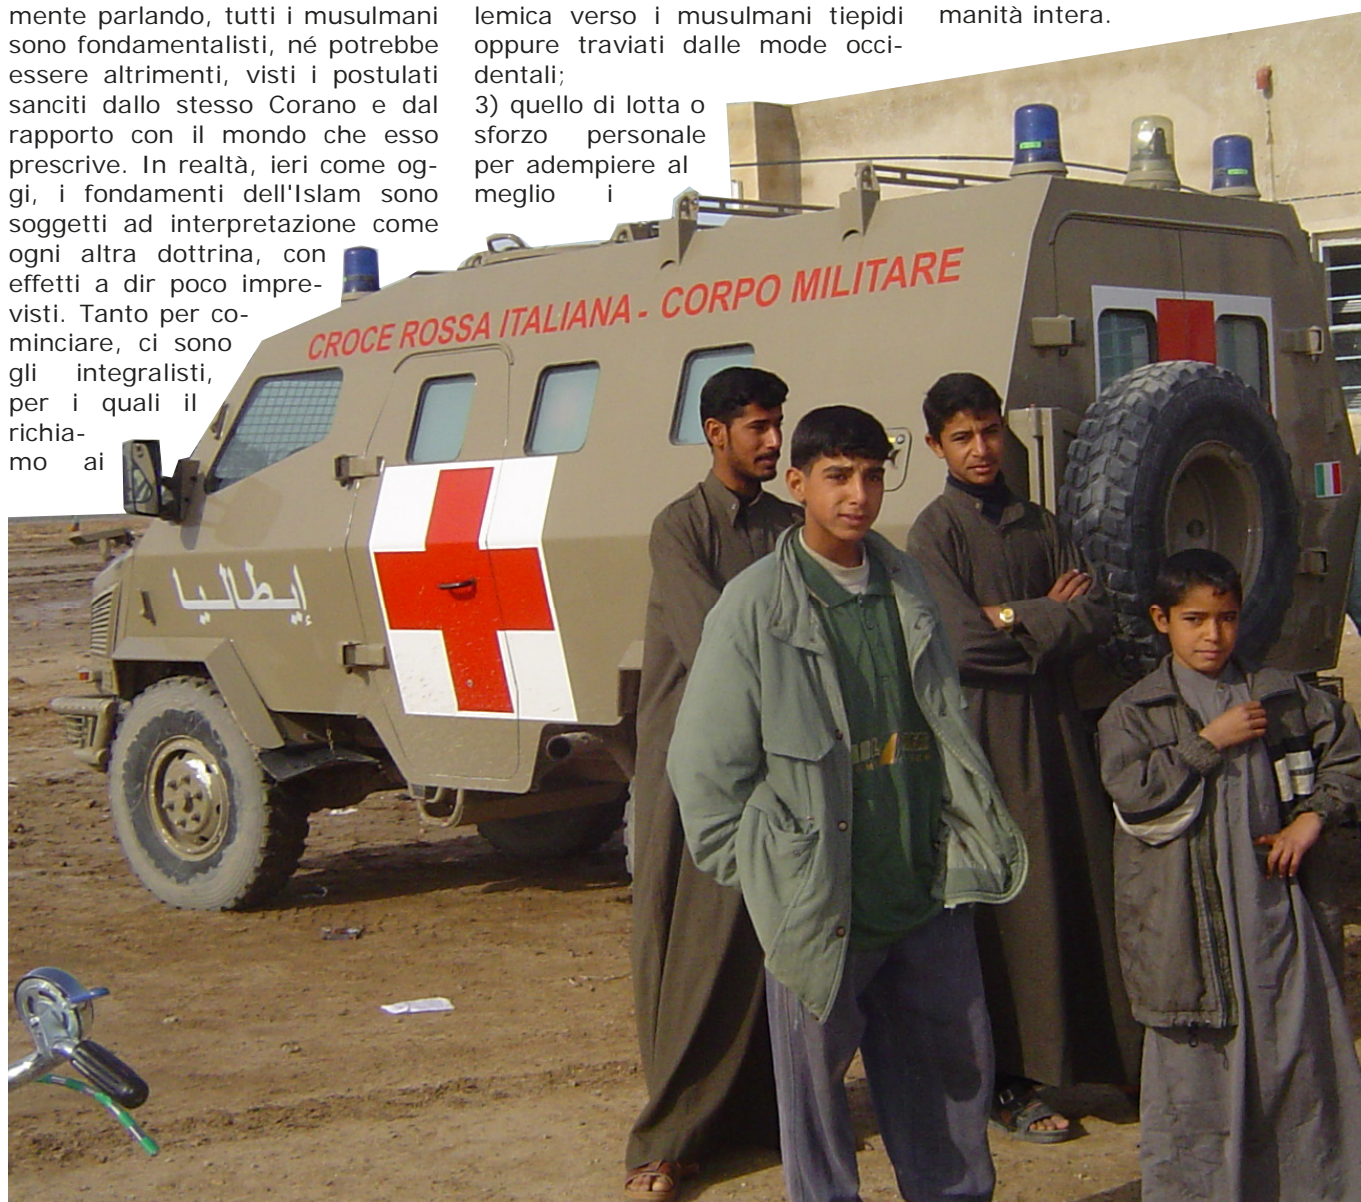 mente parlando, tutti i musulmani
sono fondamentalisti, né potrebbe
essere altrimenti, visti i postulati
sanciti dallo stesso Corano e dal
rapporto con il mondo che esso
prescrive. In realtà, ieri come og-
gi, i fondamenti dell'Islam sono
soggetti ad interpretazione come
ogni altra dottrina, con
effetti a dir poco impre-
visti. Tanto per co-
minciare, ci sono
gli integralisti,
per i quali il
richia-
mo ai
lemica verso i musulmani tiepidi
oppure traviati dalle mode occi-
dentali;
3) quello di lotta o
sforzo personale
per adempiere al
meglio i
manità intera.
CROCE ROSSA ITALIANA - CORPO MILITARE
إيطاليا